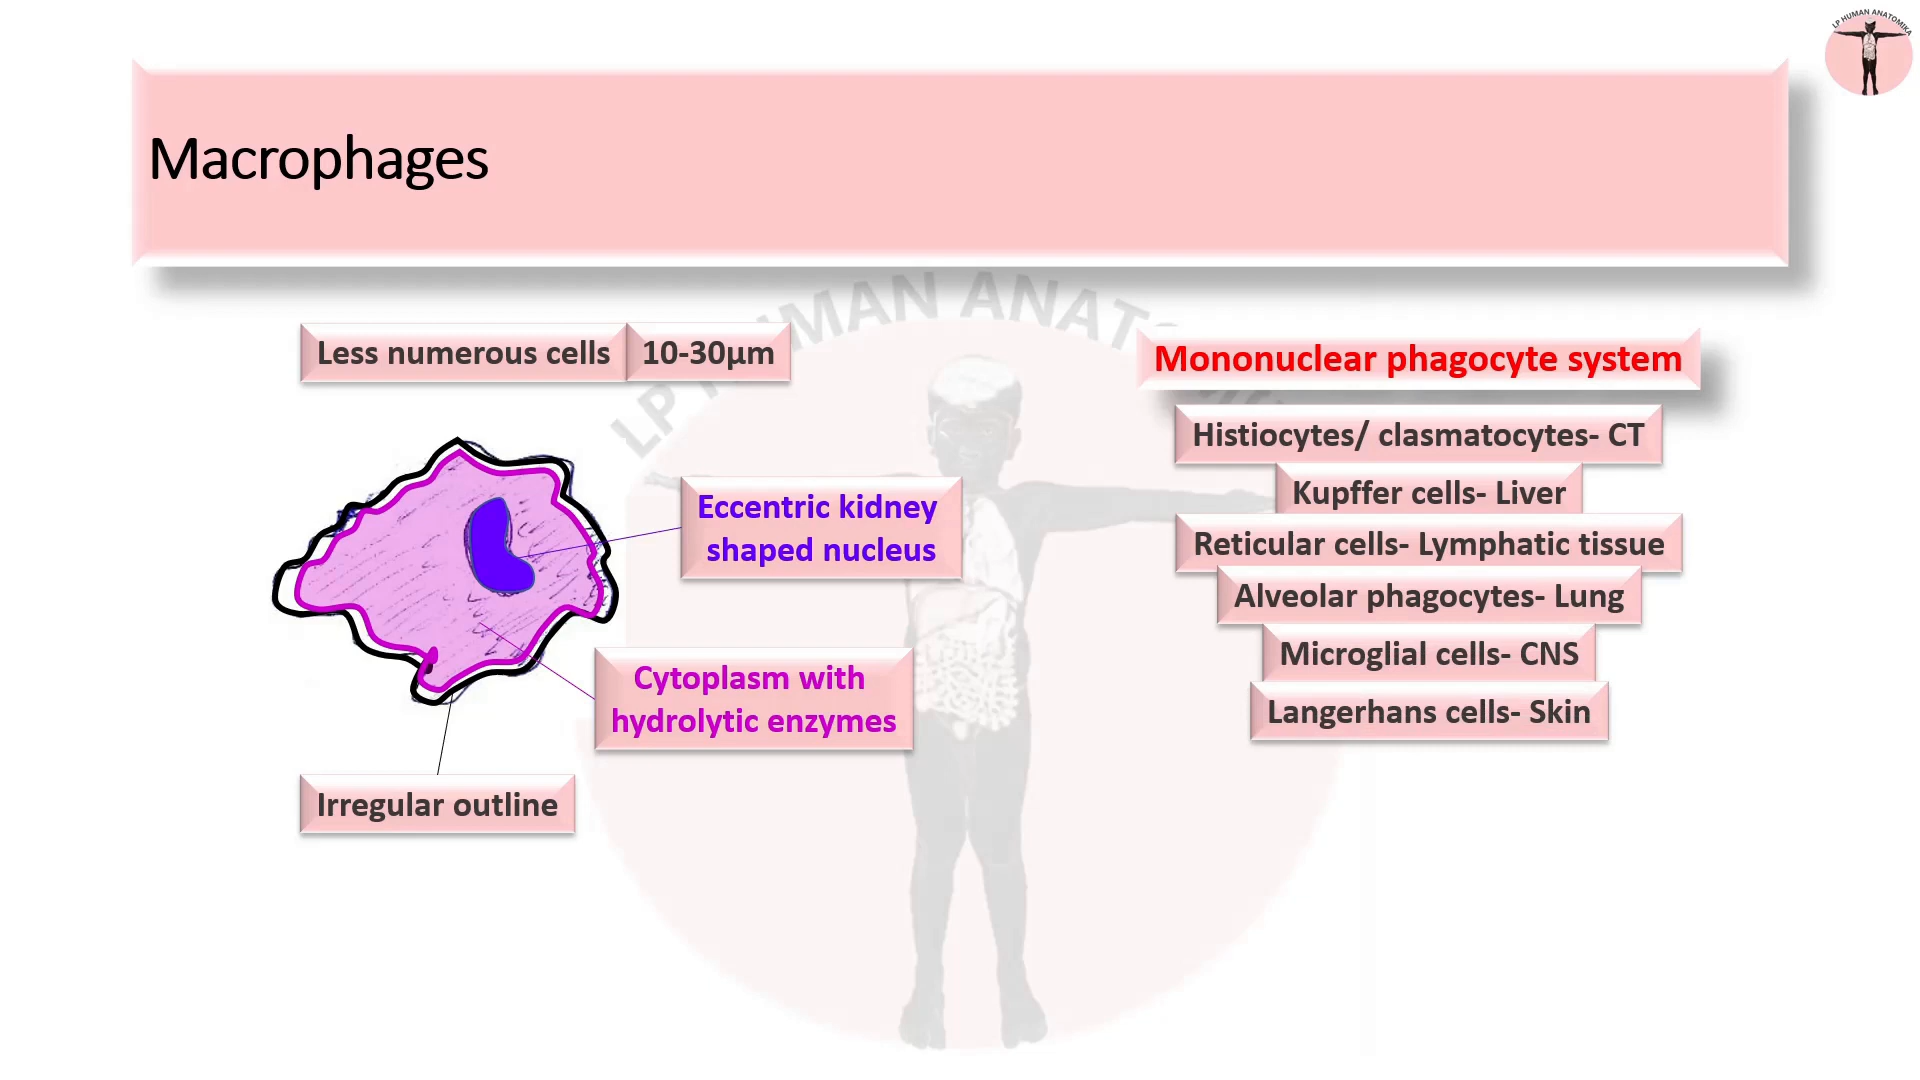 LP HUMAN ANATOMIKA
Macrophages
Less numerous cells
10-30µm
Eccentric kidney
shaped nucleus
Cytoplasm with
hydrolytic enzymes
Irregular outline
Mononuclear phagocyte system
Histiocytes/ clasmatocytes- CT
Kupffer cells- Liver
Reticular cells- Lymphatic tissue
Alveolar phagocytes- Lung
Microglial cells- CNS
Langerhans cells- Skin